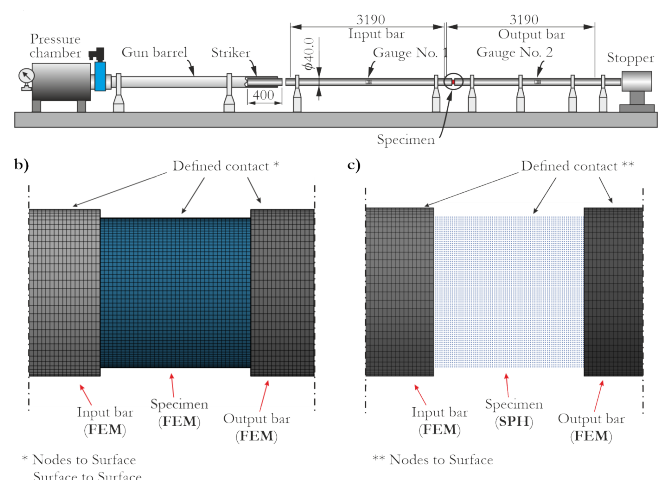 3190
3190
Input bar
Output bar
Pressure
chamber
Gun barrel
Striker
ϕ40.0
Gauge No. 1
Gauge No. 2
Stopper
400
Specimen
b)
Defined contact *
c)
Defined contact **
Input bar
(FEM)
Specimen
(FEM)
Output bar
(FEM)
Input bar
(FEM)
Specimen
(SPH)
Output bar
(FEM)
* Nodes to Surface
Surface to Surface
** Nodes to Surface